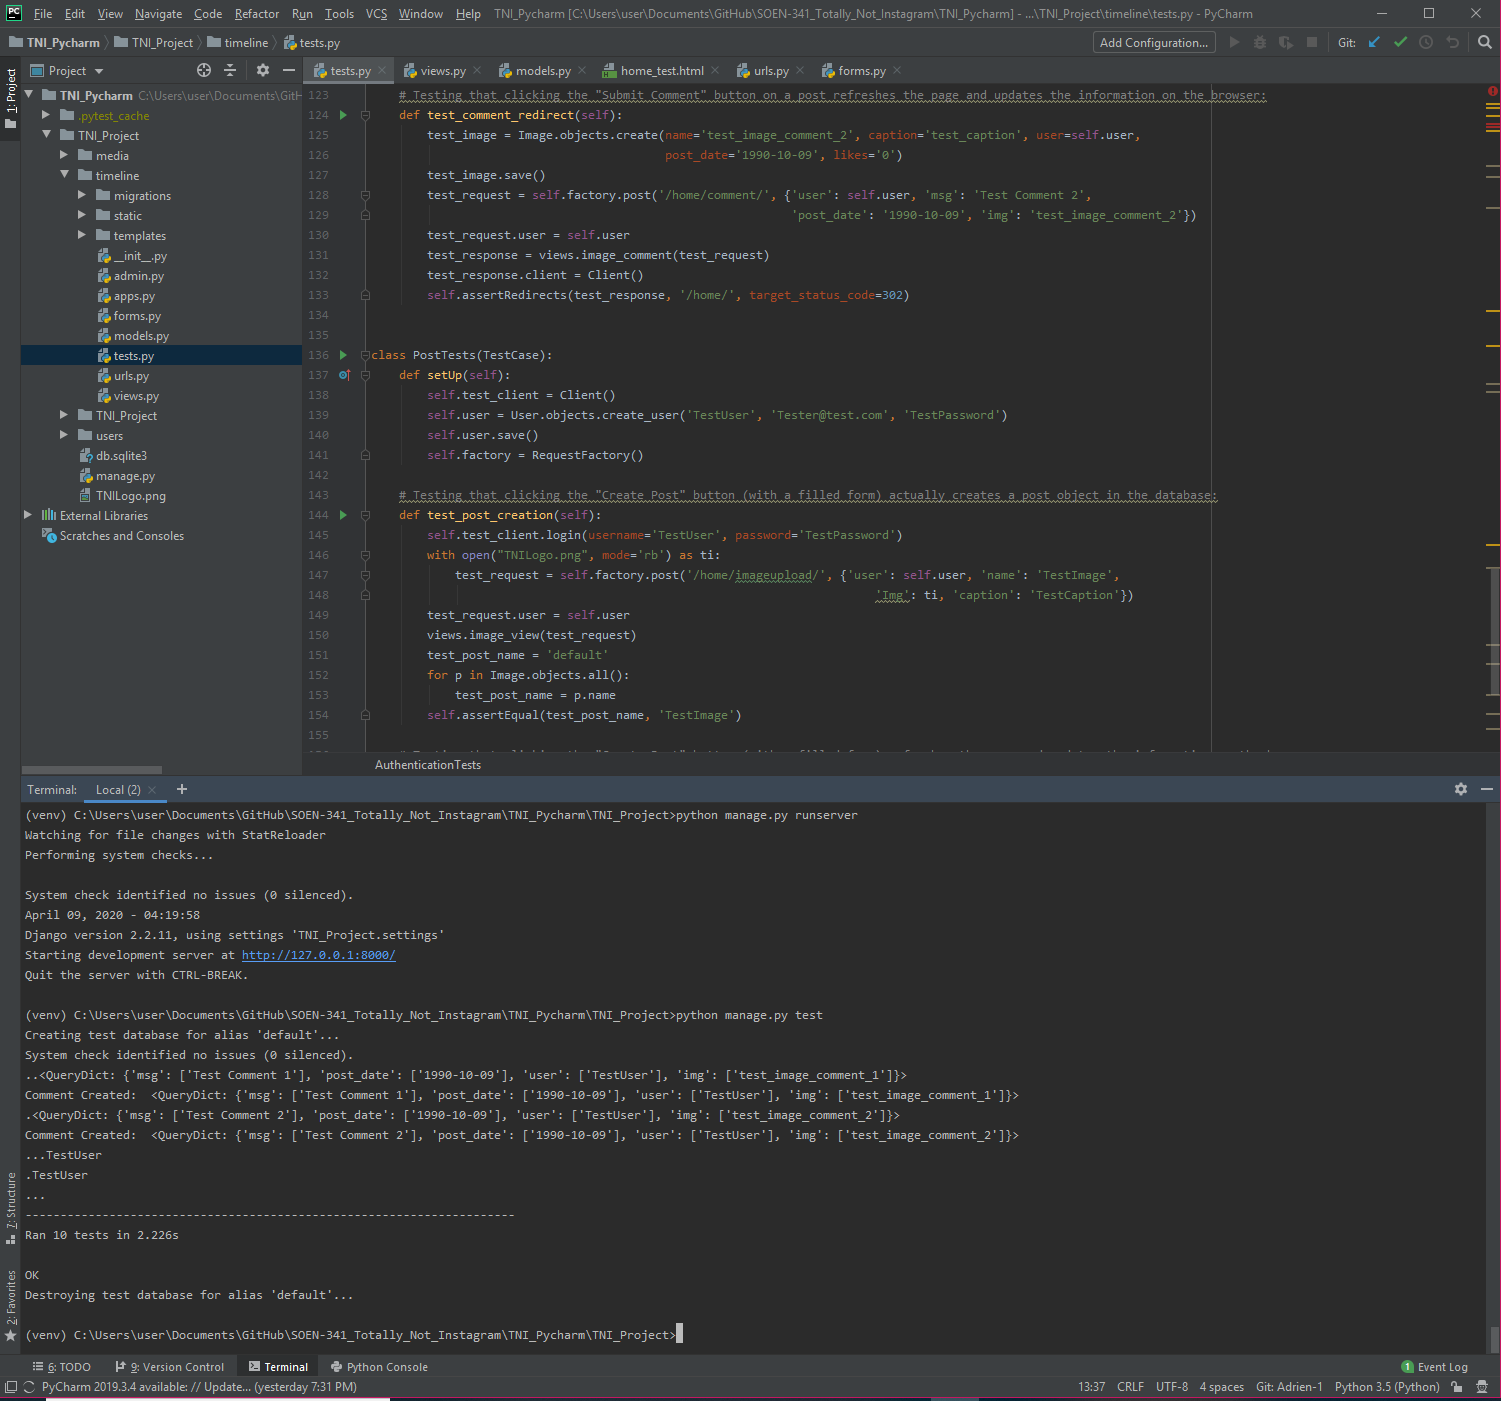 PC File Edit View Navigate Code Refactor Run Tools VCS Window Help TNI_Pycharm [C:\Users\user\Documents\GitHub\SOEN-341_Totally_Not_Instagram\TNI_Pycharm] - ...\TNI_Project\timeline\tests.py - PyCharm
TNI_Pycharm TNI_Project timeline tests.py Add Configuration... Git:
1: Project
Project
tests.py views.py models.py home_test.html urls.py forms.py
TNI_Pycharm C:\Users\user\Documents\GitH
.pytest_cache
TNI_Project
media
timeline
migrations
static
templates
__init__.py
admin.py
apps.py
forms.py
models.py
tests.py
urls.py
views.py
TNI_Project
users
db.sqlite3
manage.py
TNILogo.png
External Libraries
Scratches and Consoles
123 # Testing that clicking the "Submit Comment" button on a post refreshes the page and updates the information on the browser:
124 def test_comment_redirect(self):
125 test_image = Image.objects.create(name='test_image_comment_2', caption='test_caption', user=self.user,
126 post_date='1990-10-09', likes='0')
127 test_image.save()
128 test_request = self.factory.post('/home/comment/', {'user': self.user, 'msg': 'Test Comment 2',
129 'post_date': '1990-10-09', 'img': 'test_image_comment_2'})
130 test_request.user = self.user
131 test_response = views.image_comment(test_request)
132 test_response.client = Client()
133 self.assertRedirects(test_response, '/home/', target_status_code=302)
134
135
136 class PostTests(TestCase):
137 def setUp(self):
138 self.test_client = Client()
139 self.user = User.objects.create_user('TestUser', 'Tester@test.com', 'TestPassword')
140 self.user.save()
141 self.factory = RequestFactory()
142
143 # Testing that clicking the "Create Post" button (with a filled form) actually creates a post object in the database:
144 def test_post_creation(self):
145 self.test_client.login(username='TestUser', password='TestPassword')
146 with open("TNILogo.png", mode='rb') as ti:
147 test_request = self.factory.post('/home/imageupload/', {'user': self.user, 'name': 'TestImage',
148 'Img': ti, 'caption': 'TestCaption'})
149 test_request.user = self.user
150 views.image_view(test_request)
151 test_post_name = 'default'
152 for p in Image.objects.all():
153 test_post_name = p.name
154 self.assertEqual(test_post_name, 'TestImage')
155
AuthenticationTests
Terminal: Local (2) +
(venv) C:\Users\user\Documents\GitHub\SOEN-341_Totally_Not_Instagram\TNI_Pycharm\TNI_Project>python manage.py runserver
Watching for file changes with StatReloader
Performing system checks...
System check identified no issues (0 silenced).
April 09, 2020 - 04:19:58
Django version 2.2.11, using settings 'TNI_Project.settings'
Starting development server at http://127.0.0.1:8000/
Quit the server with CTRL-BREAK.
(venv) C:\Users\user\Documents\GitHub\SOEN-341_Totally_Not_Instagram\TNI_Pycharm\TNI_Project>python manage.py test
Creating test database for alias 'default'...
System check identified no issues (0 silenced).
..<QueryDict: {'msg': ['Test Comment 1'], 'post_date': ['1990-10-09'], 'user': ['TestUser'], 'img': ['test_image_comment_1']}>
Comment Created:  <QueryDict: {'msg': ['Test Comment 1'], 'post_date': ['1990-10-09'], 'user': ['TestUser'], 'img': ['test_image_comment_1']}>
.<QueryDict: {'msg': ['Test Comment 2'], 'post_date': ['1990-10-09'], 'user': ['TestUser'], 'img': ['test_image_comment_2']}>
Comment Created:  <QueryDict: {'msg': ['Test Comment 2'], 'post_date': ['1990-10-09'], 'user': ['TestUser'], 'img': ['test_image_comment_2']}>
...TestUser
.TestUser
...
----------------------------------------------------------------------
Ran 10 tests in 2.226s
OK
Destroying test database for alias 'default'...
(venv) C:\Users\user\Documents\GitHub\SOEN-341_Totally_Not_Instagram\TNI_Pycharm\TNI_Project>
7: Structure
2: Favorites
6: TODO 9: Version Control Terminal Python Console 1 Event Log
PyCharm 2019.3.4 available: // Update... (yesterday 7:31 PM) 13:37 CRLF UTF-8 4 spaces Git: Adrien-1 Python 3.5 (Python)